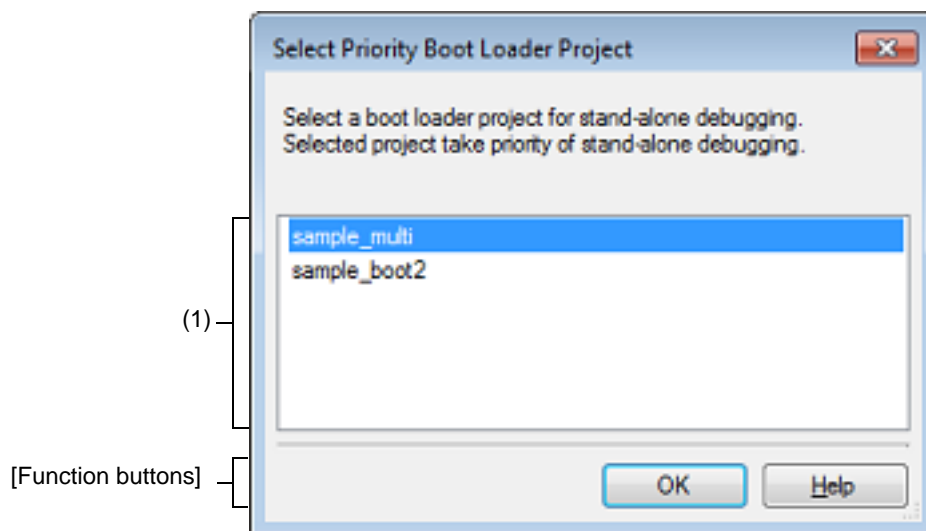 Select Priority Boot Loader Project
Select a boot loader project for stand-alone debugging.
Selected project take priority of stand-alone debugging.
sample_multi
sample_boot2
(1)
[Function buttons]
OK
Help